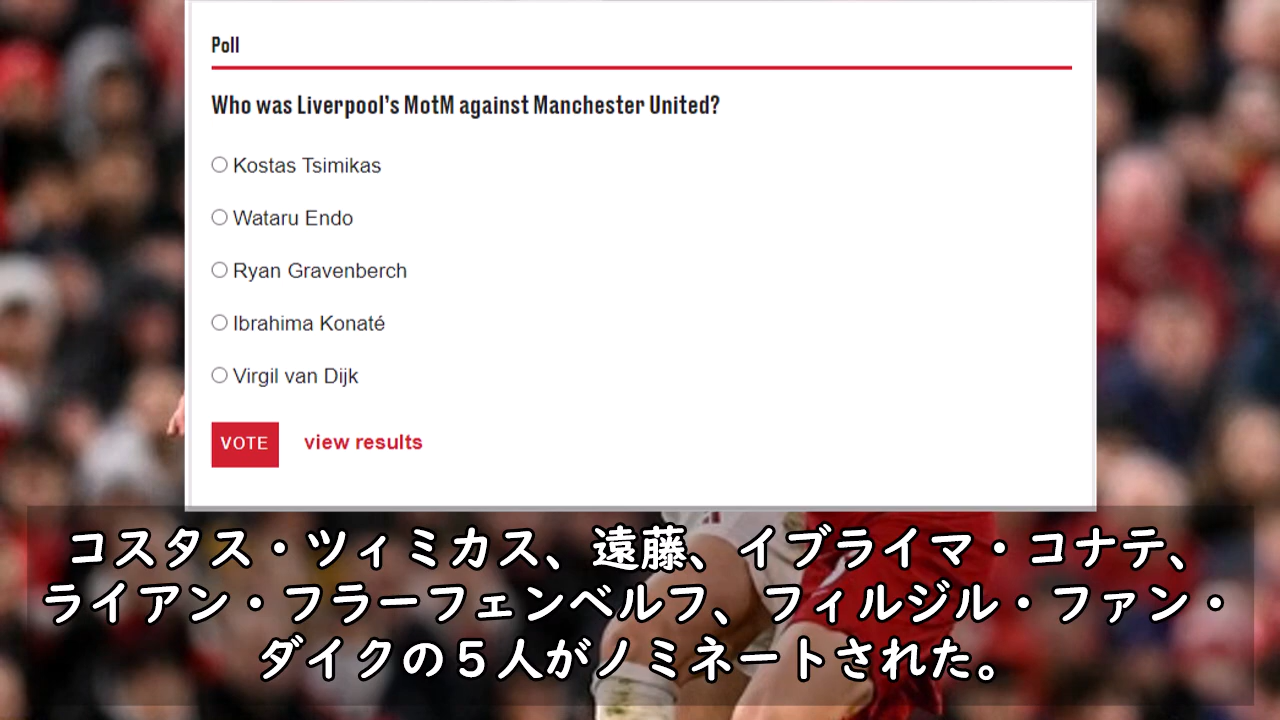 Poll
Who was Liverpool’s MotM against Manchester United?
Kostas Tsimikas
Wataru Endo
Ryan Gravenberch
Ibrahima Konaté
Virgil van Dijk
VOTE view results
コスタス・ツィミカス、遠藤、イブライマ・コナテ、
ライアン・フラーフェンベルフ、フィルジル・ファン・
ダイクの５人がノミネートされた。